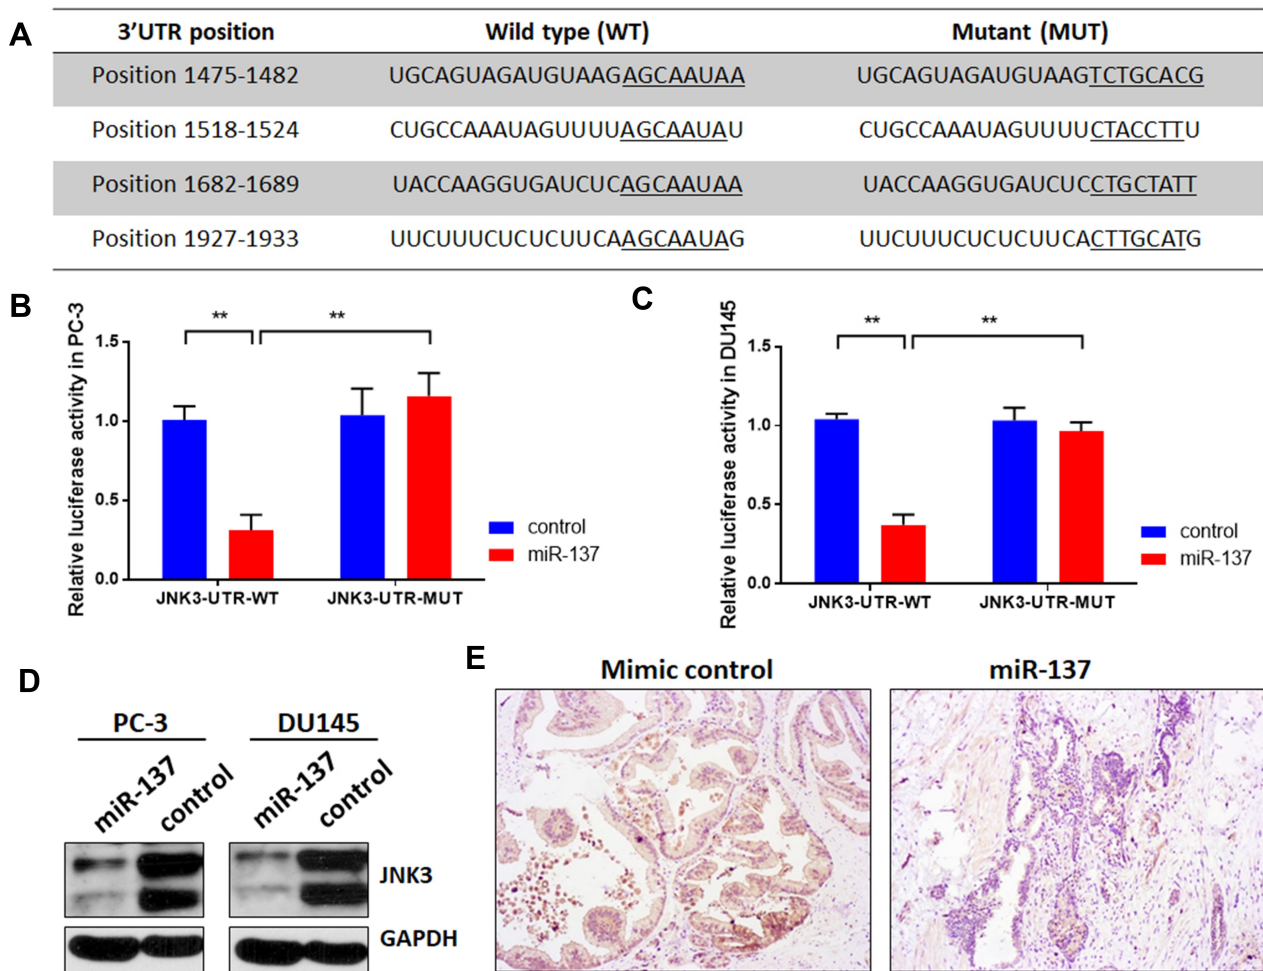 A
3'UTR position Wild type (WT) Mutant (MUT)
Position 1475-1482 UGCAGUAGAUGUAAGAGCAAUAA UGCAGUAGAUGUAAGTCTGCACG
Position 1518-1524 CUGCCAAAUAGUUUUAGCAAUAU CUGCCAAAUAGUUUUCTACCTTU
Position 1682-1689 UACCAAGGUGAUCUCAGCAAUAA UACCAAGGUGAUCUCCTGCTATT
Position 1927-1933 UUCUUUCUCUCUUCAAGCAAUAG UUCUUUCUCUCUUCACTTGCATG
B
Relative luciferase activity in PC-3
** **
1.5
1.0
0.5
0.0
JNK3-UTR-WT JNK3-UTR-MUT
control
miR-137
C
Relative luciferase activity in DU145
** **
1.5
1.0
0.5
0.0
JNK3-UTR-WT JNK3-UTR-MUT
control
miR-137
D
PC-3 DU145
miR-137 control miR-137 control
JNK3
GAPDH
E
Mimic control miR-137